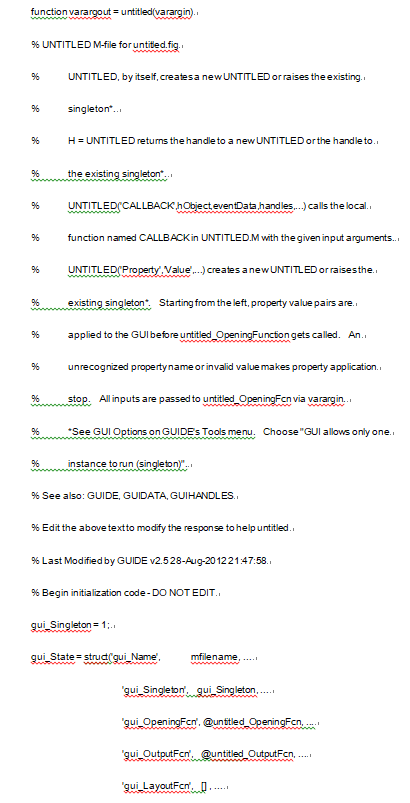 function varargout = untitled(varargin)
% UNTITLED M-file for untitled.fig
% UNTITLED, by itself, creates a new UNTITLED or raises the existing
% singleton*.
% H = UNTITLED returns the handle to a new UNTITLED or the handle to
% the existing singleton*.
% UNTITLED('CALLBACK',hObject,eventData,handles,...) calls the local
% function named CALLBACK in UNTITLED.M with the given input arguments.
% UNTITLED('Property','Value',...) creates a new UNTITLED or raises the
% existing singleton*. Starting from the left, property value pairs are
% applied to the GUI before untitled_OpeningFunction gets called. An
% unrecognized property name or invalid value makes property application
% stop. All inputs are passed to untitled_OpeningFcn via varargin.
% *See GUI Options on GUIDE's Tools menu. Choose "GUI allows only one
% instance to run (singleton)".
% See also: GUIDE, GUIDATA, GUIHANDLES
% Edit the above text to modify the response to help untitled
% Last Modified by GUIDE v2.5 28-Aug-2012 21:47:58
% Begin initialization code - DO NOT EDIT
gui_Singleton = 1;
gui_State = struct('gui_Name', mfilename, ...
'gui_Singleton', gui_Singleton, ...
'gui_OpeningFcn', @untitled_OpeningFcn, ...
'gui_OutputFcn', @untitled_OutputFcn, ...
'gui_LayoutFcn', [] , ...